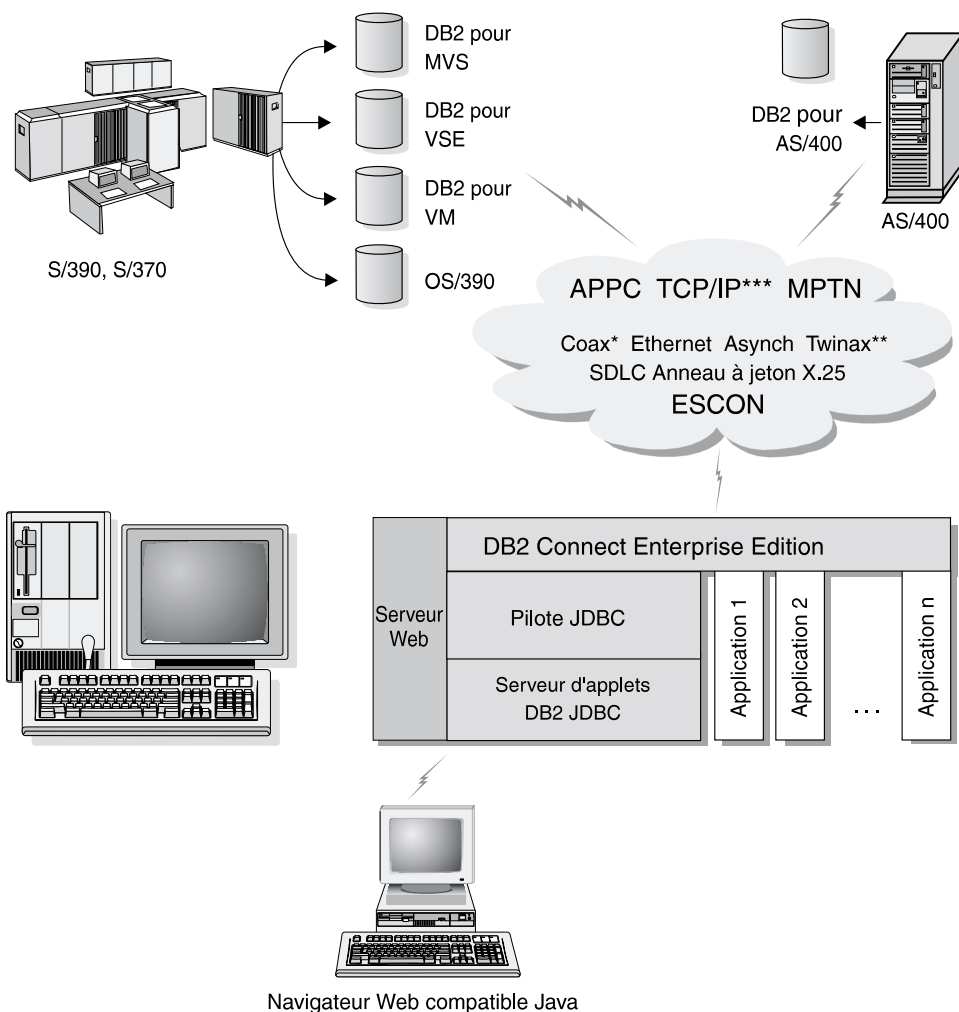 DB2 pour
MVS
DB2 pour
VSE
DB2 pour
VM
OS/390
S/390, S/370
DB2 pour
AS/400
AS/400
APPC TCP/IP*** MPTN
Coax* Ethernet Asynch Twinax**
SDLC Anneau à jeton X.25
ESCON
DB2 Connect Enterprise Edition
Serveur
Web
Pilote JDBC
Serveur d'applets
DB2 JDBC
Application 1
Application 2
...
Application n
Navigateur Web compatible Java